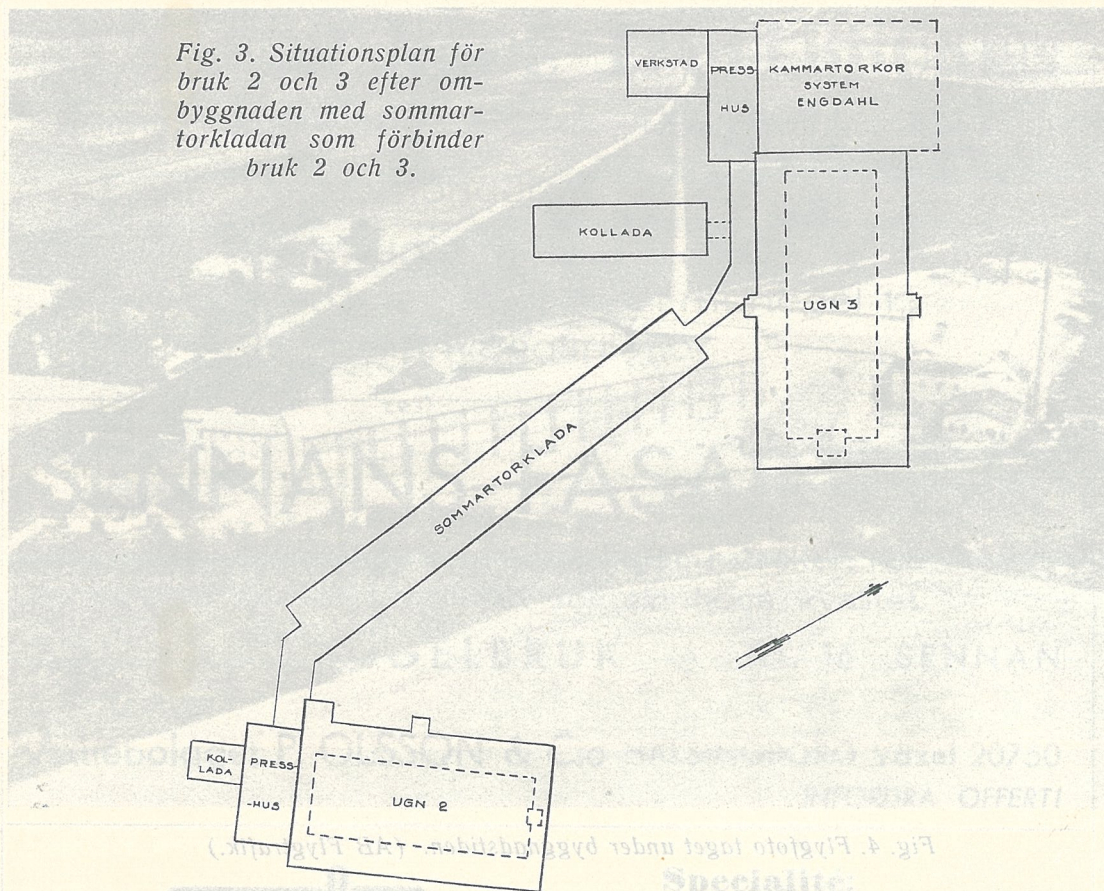 Fig. 3. Situationsplan för
bruk 2 och 3 efter om-
byggnaden med sommar-
torkladan som förbinder
bruk 2 och 3.
VERKSTAD
PRESS
HUS
KAMMARTORKOR
SYSTEM
ENGDAHL
KOLLADA
UGN 3
SOMMARTORKLADA
KOL-
LADA
PRESS-
-HUS
UGN 2
Fig. 4. Flygfoto taget under byggnadstiden. (AB Flygtrafik.)
Specialité:
SENNAN
OFFERT!